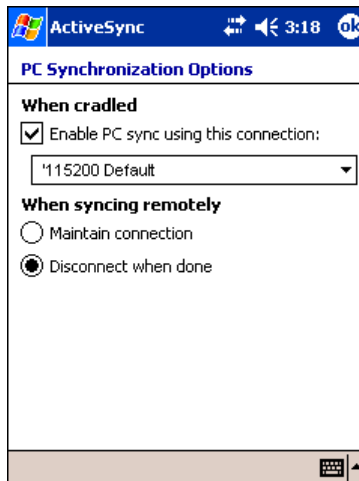 ActiveSync 3:18 ok
PC Synchronization Options
When cradled
Enable PC sync using this connection:
'115200 Default
When syncing remotely
Maintain connection
Disconnect when done